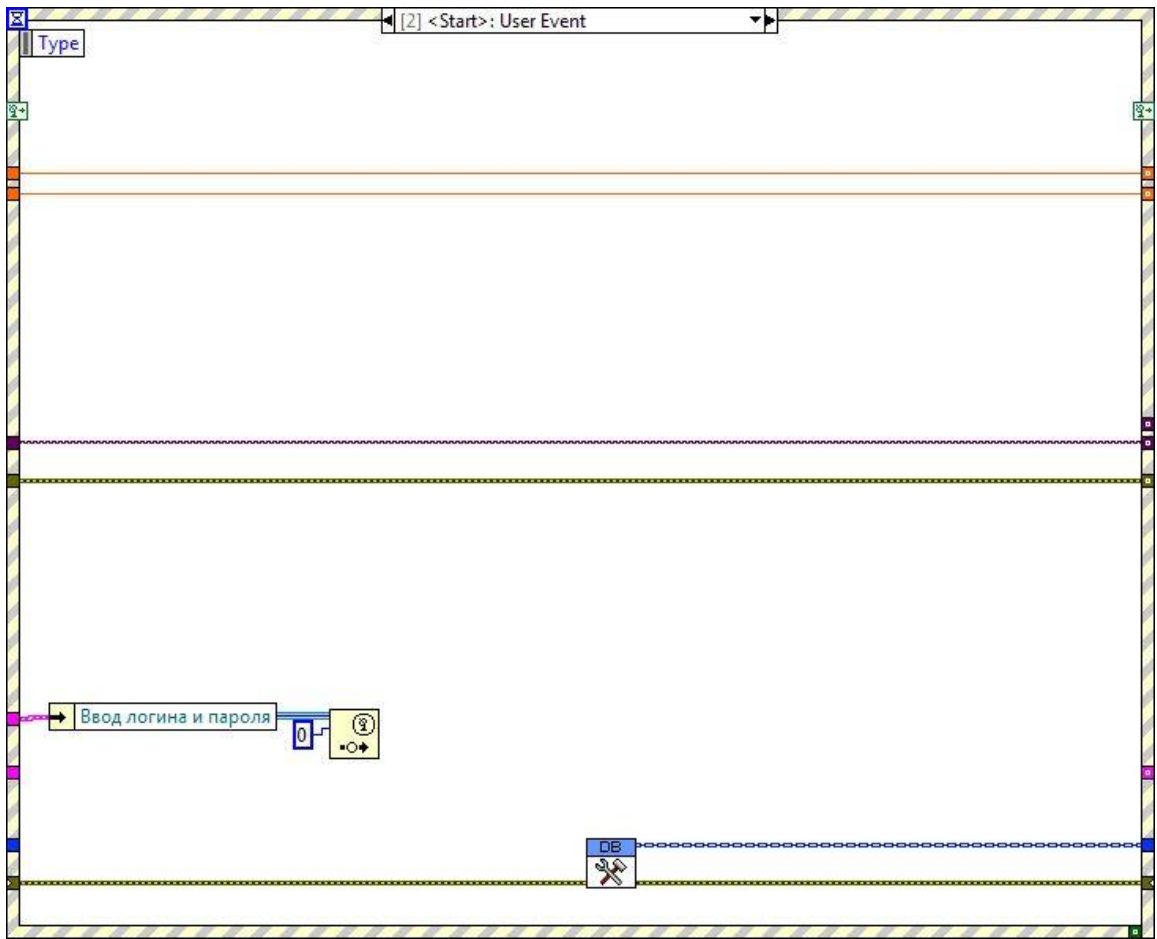 [2] <Start>: User Event
Type
Ввод логина и пароля
0
DB